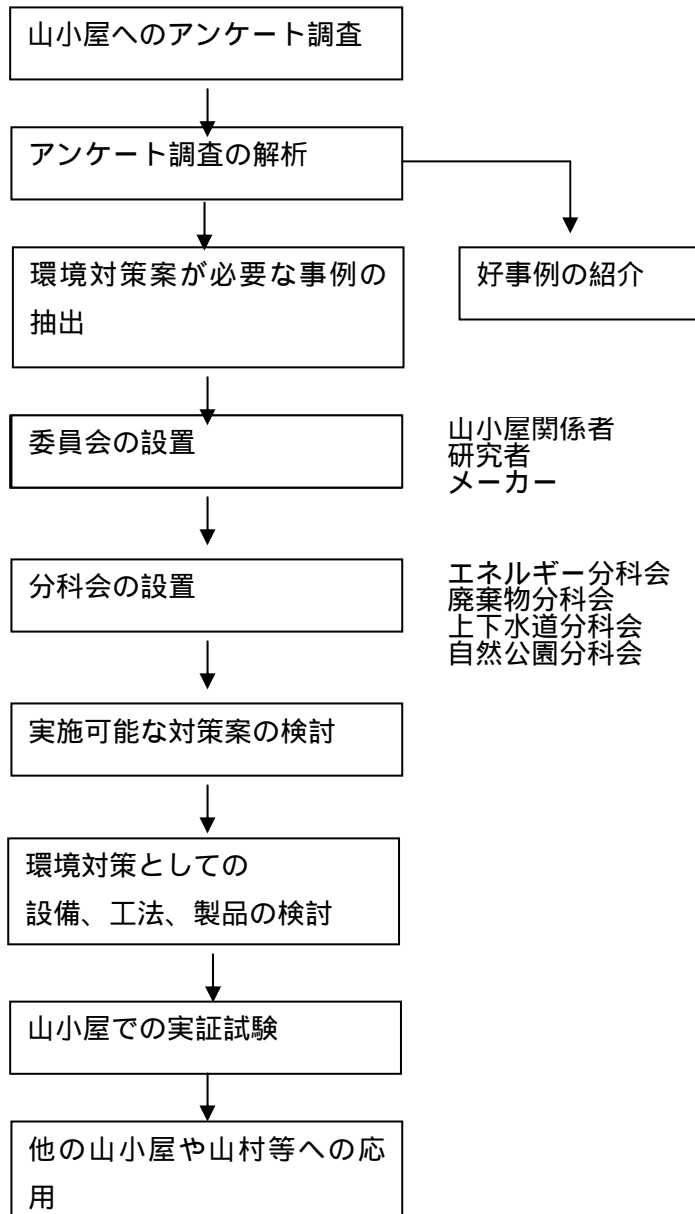 山小屋へのアンケート調査
アンケート調査の解析
環境対策案が必要な事例の
抽出
好事例の紹介
委員会の設置
山小屋関係者
研究者
メーカー
分科会の設置
エネルギー分科会
廃棄物分科会
上下水道分科会
自然公園分科会
実施可能な対策案の検討
環境対策としての
設備、工法、製品の検討
山小屋での実証試験
他の山小屋や山村等への応
用